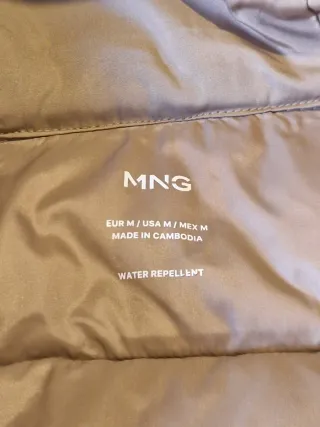 MNG
EUR M / USA M / MEX M
MADE IN CAMBODIA
WATER REPELLENT